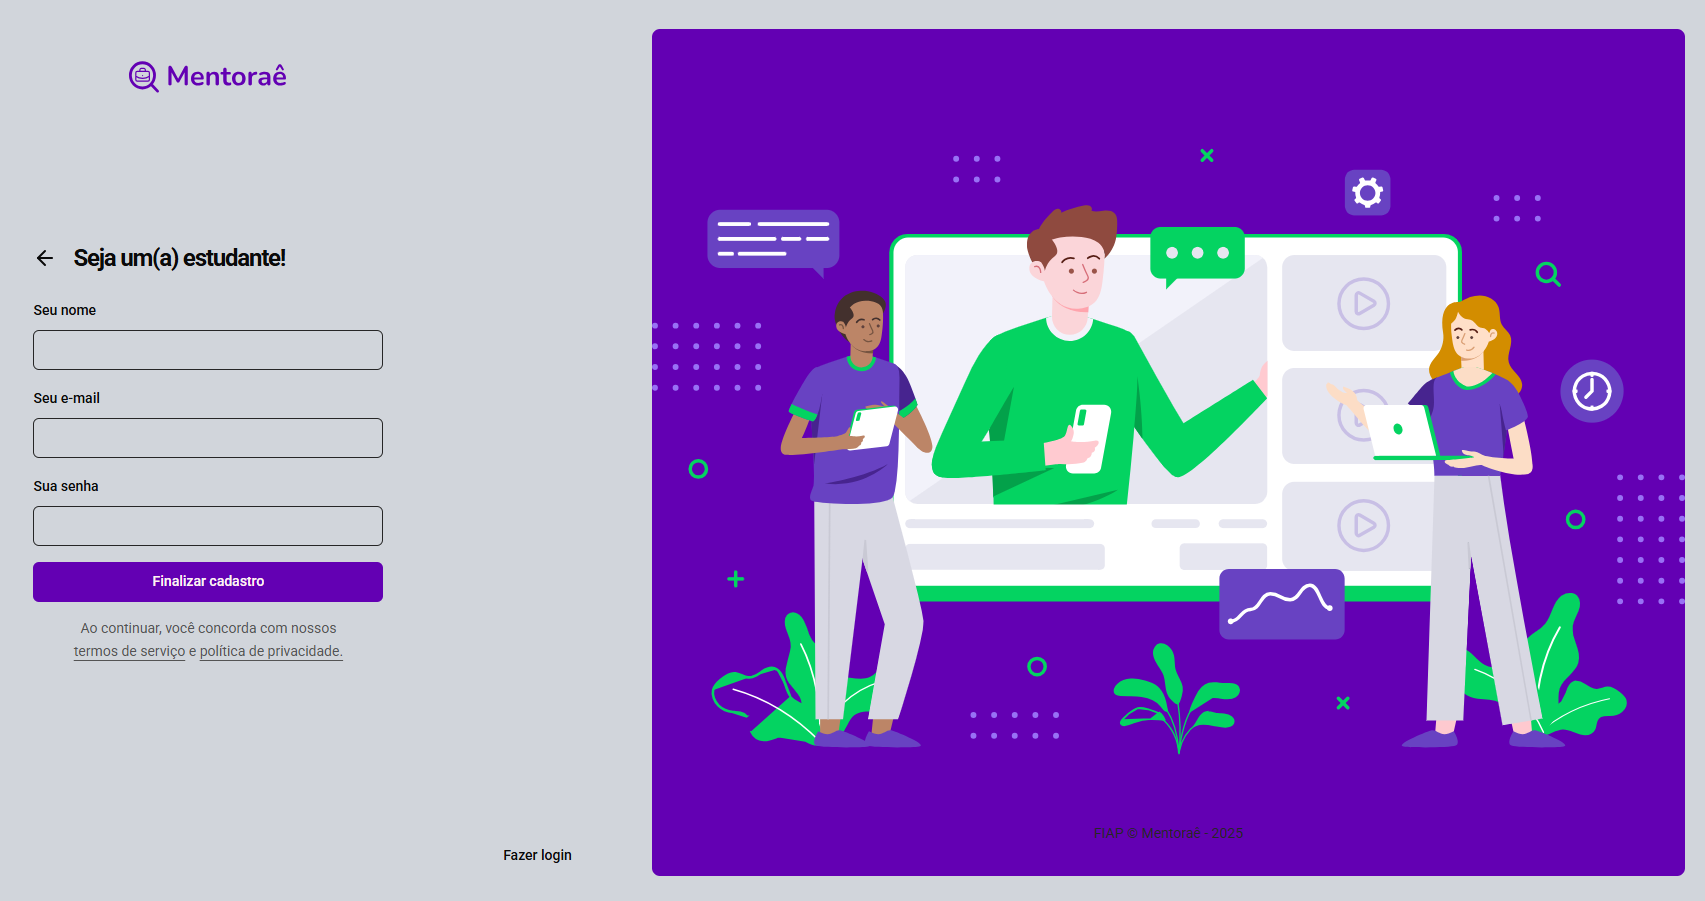 Mentoraê
Seja um(a) estudante!
Seu nome
Seu e-mail
Sua senha
Finalizar cadastro
Ao continuar, você concorda com nossos
termos de serviço e política de privacidade.
Fazer login
FIAP © Mentoraê - 2025